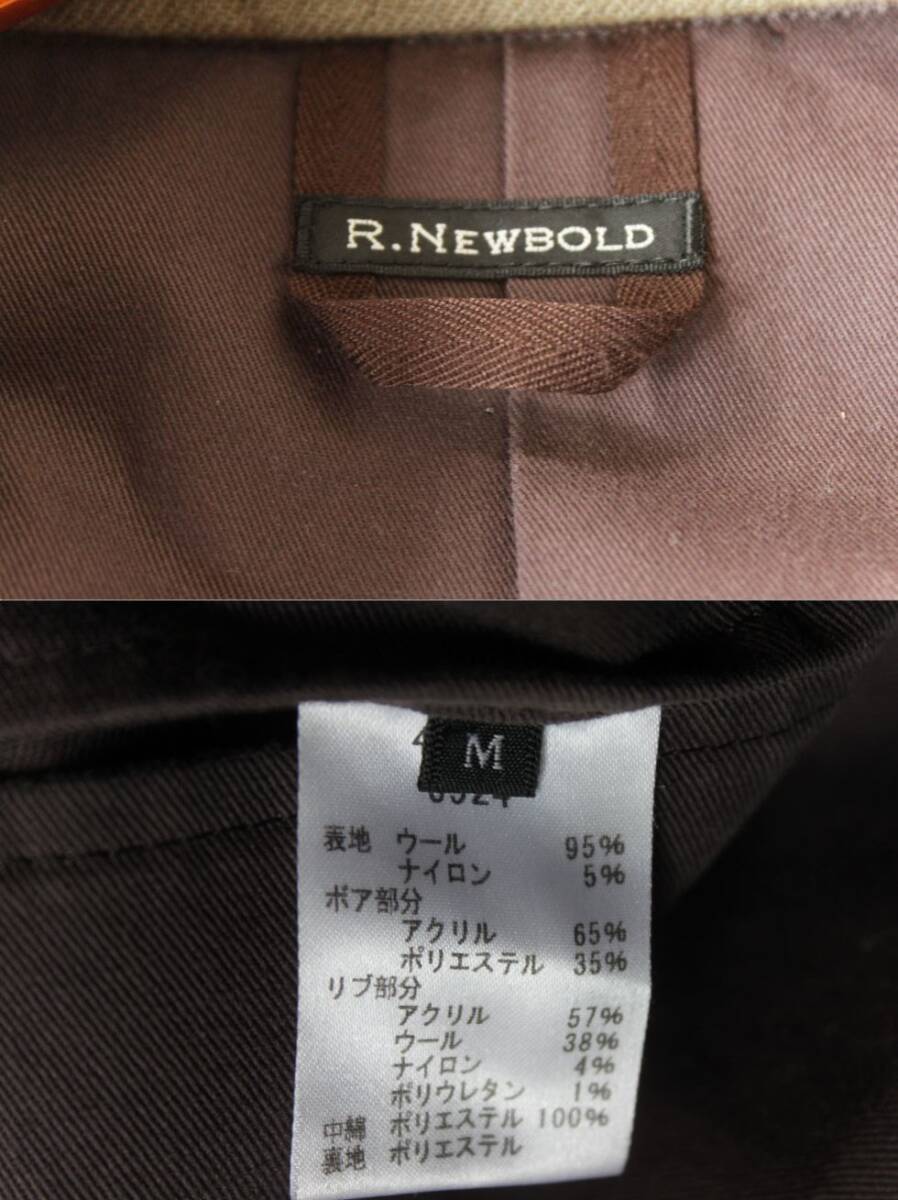 R.NEWBOLD
M
表地 ウール 95%
ナイロン 5%
ボア部分
アクリル 65%
ポリエステル 35%
リブ部分
アクリル 57%
ウール 38%
ナイロン 4%
ポリウレタン 1%
中綿 ポリエステル 100%
裏地 ポリエステル